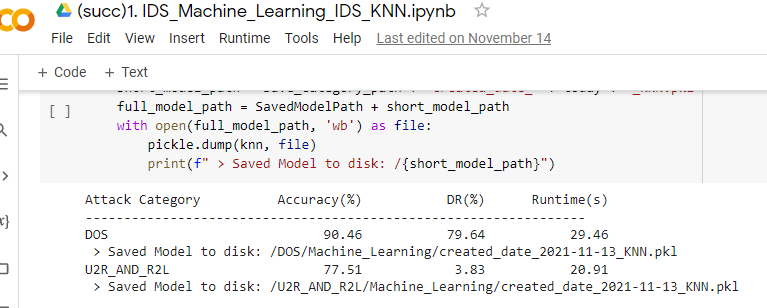 (succ)1. IDS_Machine_Learning_IDS_KNN.ipynb
File Edit View Insert Runtime Tools Help Last edited on November 14
+ Code + Text
[ ]
full_model_path = SavedModelPath + short_model_path
with open(full_model_path, 'wb') as file:
pickle.dump(knn, file)
print(f" > Saved Model to disk: /{short_model_path}")
Attack Category Accuracy(%) DR(%) Runtime(s)
----------------------------------------------------------------
DOS 90.46 79.64 29.46
> Saved Model to disk: /DOS/Machine_Learning/created_date_2021-11-13_KNN.pkl
U2R_AND_R2L 77.51 3.83 20.91
> Saved Model to disk: /U2R_AND_R2L/Machine_Learning/created_date_2021-11-13_KNN.pkl